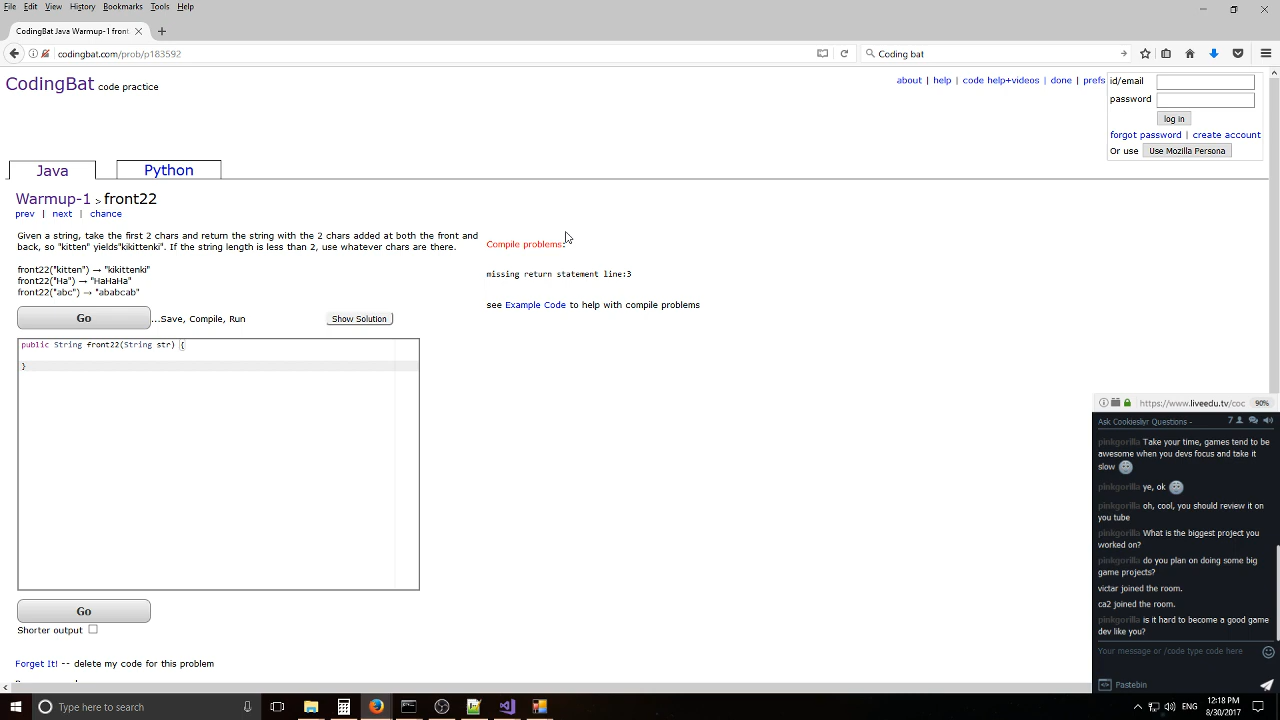 File Edit View History Bookmarks Tools Help
CodingBat Java Warmup-1 front
codingbat.com/prob/p183592
Coding bat
CodingBat code practice
about | help | code help+videos | done | prefs
id/email
password
log in
forgot password | create account
Or use Use Mozilla Persona
Java
Python
Warmup-1 > front22
prev | next | chance
Given a string, take the first 2 chars and return the string with the 2 chars added at both the front and
back, so "kitten" yields"kikittenki". If the string length is less than 2, use whatever chars are there.
front22("kitten") → "kikittenki"
front22("Ha") → "HaHaHa"
front22("abc") → "ababcab"
Compile problems:
missing return statement line:3
see Example Code to help with compile problems
Go
...Save, Compile, Run
Show Solution
public String front22(String str) {
}
Go
Shorter output
Forget It! -- delete my code for this problem
https://www.liveedu.tv/coc 90%
Ask Cookiesliyr Questions -
7
pinkgorilla Take your time, games tend to be
awesome when you devs focus and take it
slow
pinkgorilla ye, ok
pinkgorilla oh, cool, you should review it on
you tube
pinkgorilla What is the biggest project you
worked on?
pinkgorilla do you plan on doing some big
game projects?
victar joined the room.
ca2 joined the room.
pinkgorilla is it hard to become a good game
dev like you?
Your message or /code type code here
Pastebin
Type here to search
ENG
12:18 PM
8/30/2017